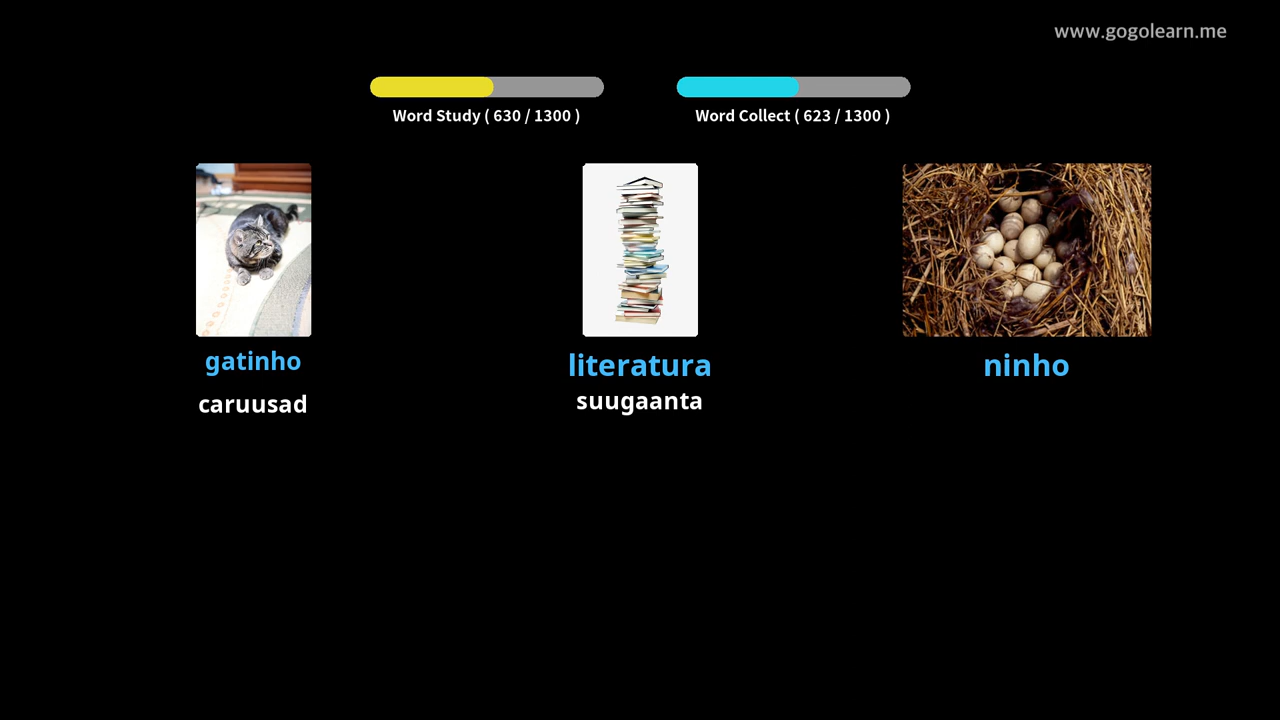 www.gogolearn.me
Word Study ( 630 / 1300 )
Word Collect ( 623 / 1300 )
gatinho
caruusad
literatura
suugaanta
ninho